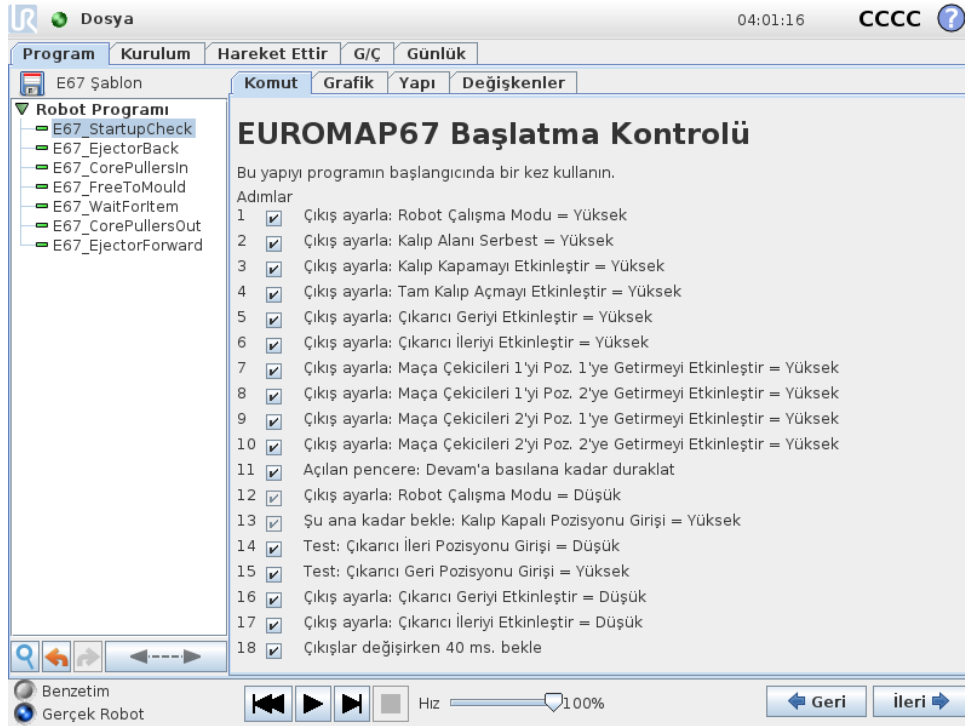 UR Dosya 04:01:16 CCCC ?
Program Kurulum Hareket Ettir G/Ç Günlük
E67 Şablon
Komut Grafik Yapı Değişkenler
Robot Programı
E67_StartupCheck
E67_EjectorBack
E67_CorePullersIn
E67_FreeToMould
E67_WaitForItem
E67_CorePullersOut
E67_EjectorForward
EUROMAP67 Başlatma Kontrolü
Bu yapıyı programın başlangıcında bir kez kullanın.
Adımlar
1 Çıkış ayarla: Robot Çalışma Modu = Yüksek
2 Çıkış ayarla: Kalıp Alanı Serbest = Yüksek
3 Çıkış ayarla: Kalıp Kapamayı Etkinleştir = Yüksek
4 Çıkış ayarla: Tam Kalıp Açmayı Etkinleştir = Yüksek
5 Çıkış ayarla: Çıkarıcı Geriyi Etkinleştir = Yüksek
6 Çıkış ayarla: Çıkarıcı İleriyi Etkinleştir = Yüksek
7 Çıkış ayarla: Maça Çekicileri 1'yi Poz. 1'ye Getirmeyi Etkinleştir = Yüksek
8 Çıkış ayarla: Maça Çekicileri 1'yi Poz. 2'ye Getirmeyi Etkinleştir = Yüksek
9 Çıkış ayarla: Maça Çekicileri 2'yi Poz. 1'ye Getirmeyi Etkinleştir = Yüksek
10 Çıkış ayarla: Maça Çekicileri 2'yi Poz. 2'ye Getirmeyi Etkinleştir = Yüksek
11 Açılan pencere: Devam'a basılana kadar duraklat
12 Çıkış ayarla: Robot Çalışma Modu = Düşük
13 Şu ana kadar bekle: Kalıp Kapalı Pozisyonu Girişi = Yüksek
14 Test: Çıkarıcı İleri Pozisyonu Girişi = Düşük
15 Test: Çıkarıcı Geri Pozisyonu Girişi = Yüksek
16 Çıkış ayarla: Çıkarıcı Geriyi Etkinleştir = Düşük
17 Çıkış ayarla: Çıkarıcı İleriyi Etkinleştir = Düşük
18 Çıkışlar değişirken 40 ms. bekle
Benzetim
Gerçek Robot
Hız 100%
Geri İleri